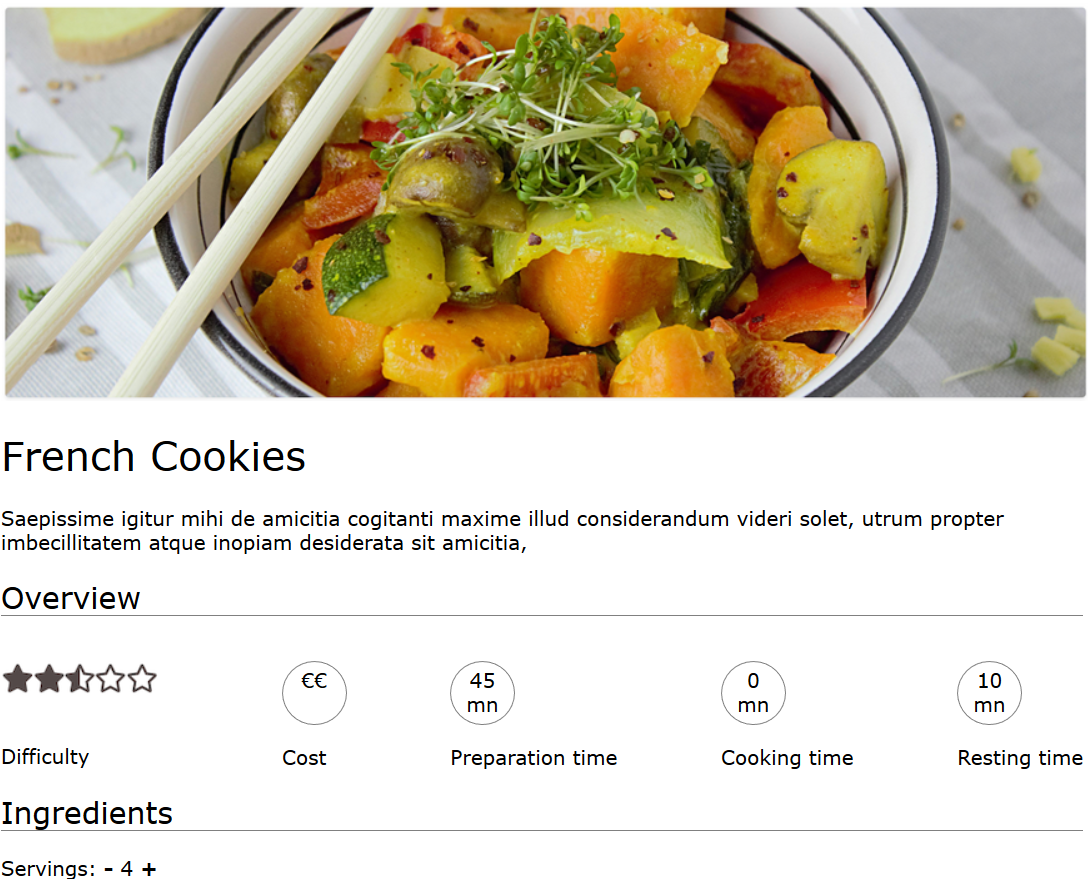 French Cookies
Saepissime igitur mihi de amicitia cogitanti maxime illud considerandum videri solet, utrum propter
imbecillitatem atque inopiam desiderata sit amicitia,
Overview
€€
45
mn
0
mn
10
mn
Difficulty
Cost
Preparation time
Cooking time
Resting time
Ingredients
Servings: - 4 +